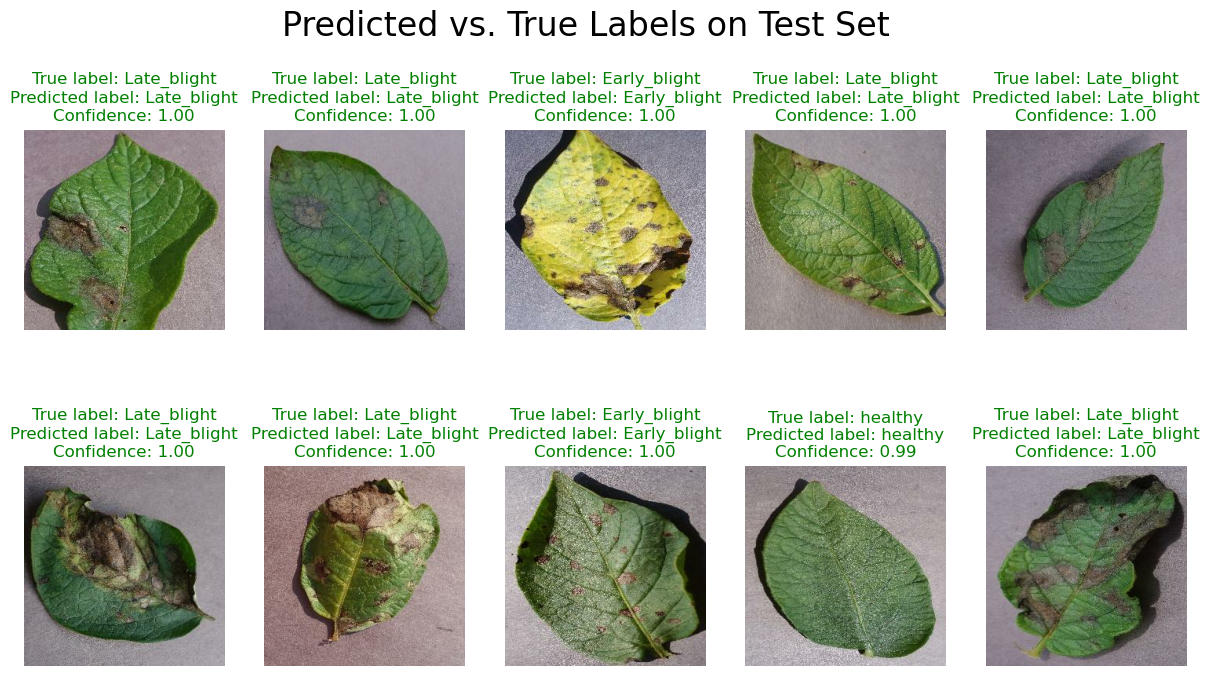 Predicted vs. True Labels on Test Set
True label: Late_blight
Predicted label: Late_blight
Confidence: 1.00
True label: Late_blight
Predicted label: Late_blight
Confidence: 1.00
True label: Early_blight
Predicted label: Early_blight
Confidence: 1.00
True label: Late_blight
Predicted label: Late_blight
Confidence: 1.00
True label: Late_blight
Predicted label: Late_blight
Confidence: 1.00
True label: Late_blight
Predicted label: Late_blight
Confidence: 1.00
True label: Late_blight
Predicted label: Late_blight
Confidence: 1.00
True label: Early_blight
Predicted label: Early_blight
Confidence: 1.00
True label: healthy
Predicted label: healthy
Confidence: 0.99
True label: Late_blight
Predicted label: Late_blight
Confidence: 1.00